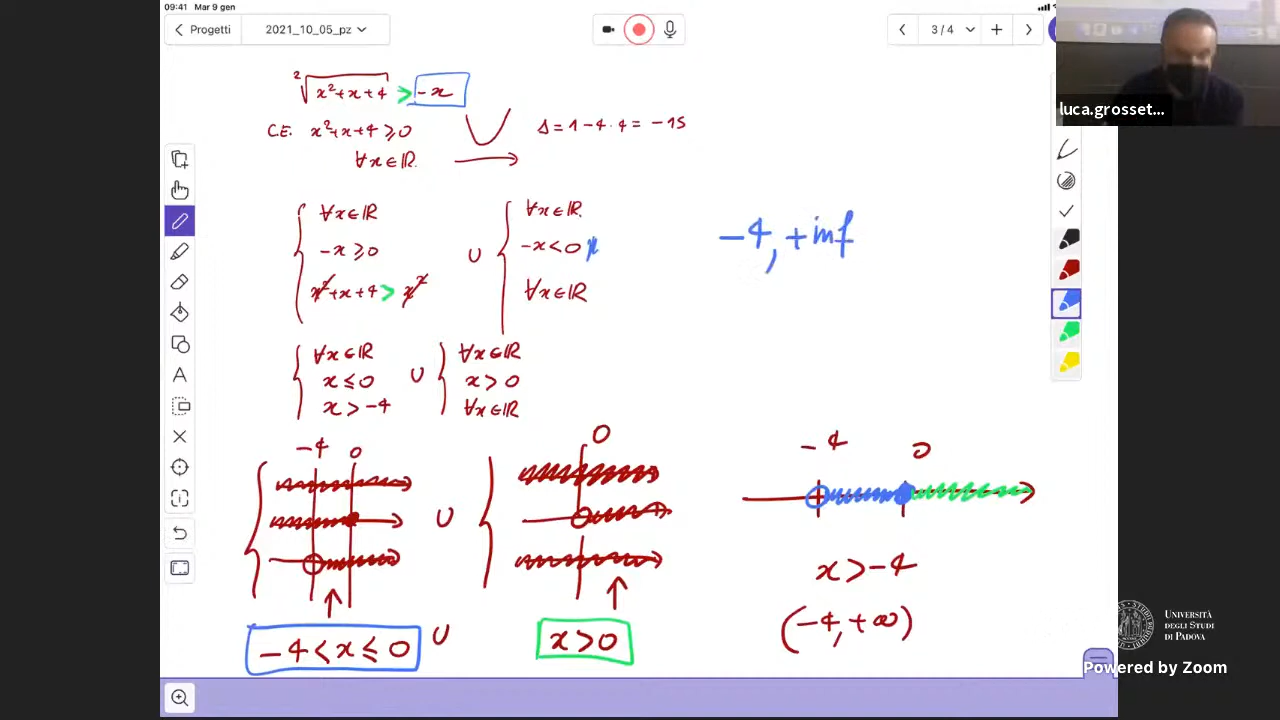 09:41 Mar 9 gen
Progetti
2021_10_05_pz
3 / 4
luca.grosset...
²√x²+x+4 > -x
C.E. x²+x+4 ≥ 0
Δ = 1 - 4·4 = -15
∀x∈ℝ.
∀x∈ℝ
-x ≥ 0
x²+x+4 > x²
∪
∀x∈ℝ.
-x < 0
∀x∈ℝ
-4, +inf
∀x∈ℝ
x ≤ 0
x > -4
∪
∀x∈ℝ
x > 0
∀x∈ℝ
-4 0
∪
0
-4 0
-4 < x ≤ 0
∪
x > 0
x > -4
(-4, +∞)
UNIVERSITÀ
DEGLI STUDI
DI PADOVA
Powered by Zoom